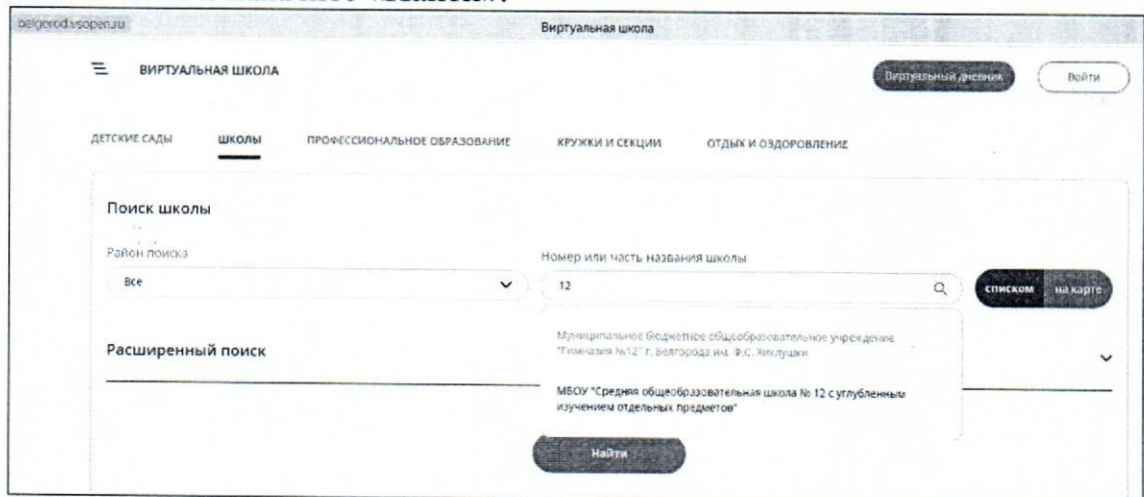 belgorod.vsopen.ru
Виртуальная школа
ВИРТУАЛЬНАЯ ШКОЛА
Виртуальный дневник
Войти
ДЕТСКИЕ САДЫ ШКОЛЫ ПРОФЕССИОНАЛЬНОЕ ОБРАЗОВАНИЕ КРУЖКИ И СЕКЦИИ ОТДЫХ И ОЗДОРОВЛЕНИЕ
Поиск школы
Район поиска
Номер или часть названия школы
Все
12
списком на карте
Муниципальное бюджетное общеобразовательное учреждение
"Гимназия №12" г. Белгорода им. Ф.С. Хихлушки
Расширенный поиск
МБОУ "Средняя общеобразовательная школа № 12 с углубленным
изучением отдельных предметов"
Найти